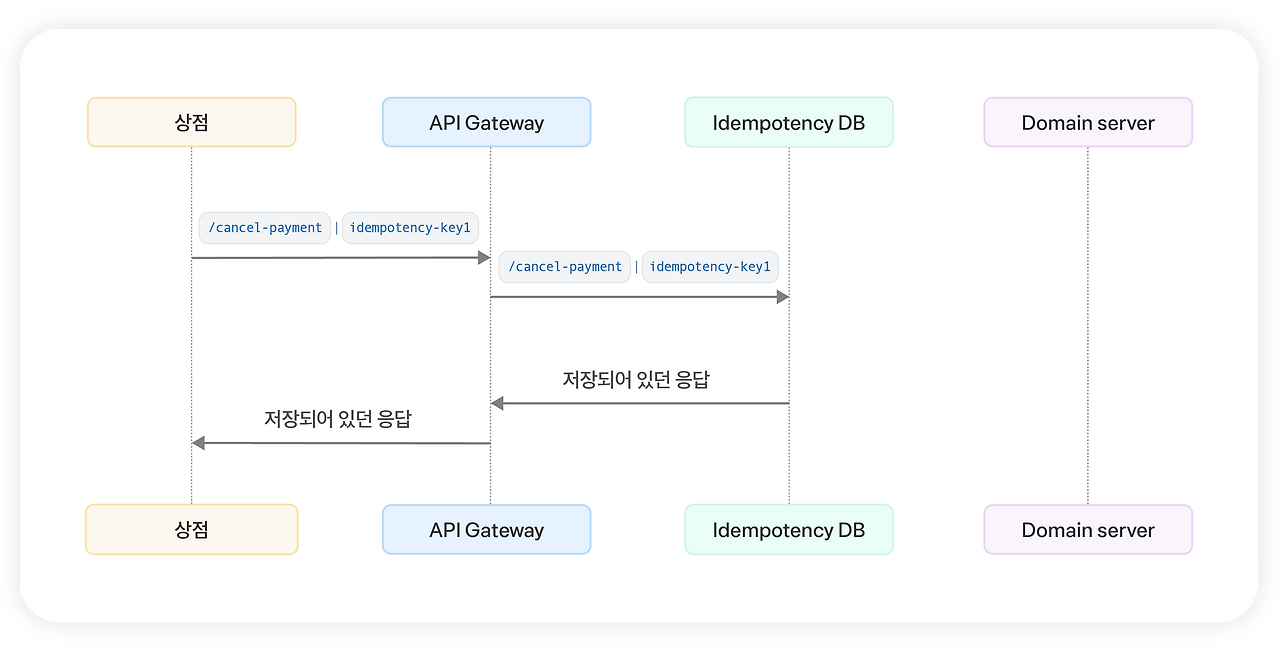 상점
API Gateway
Idempotency DB
Domain server
/cancel-payment | idempotency-key1
/cancel-payment | idempotency-key1
저장되어 있던 응답
저장되어 있던 응답
상점
API Gateway
Idempotency DB
Domain server